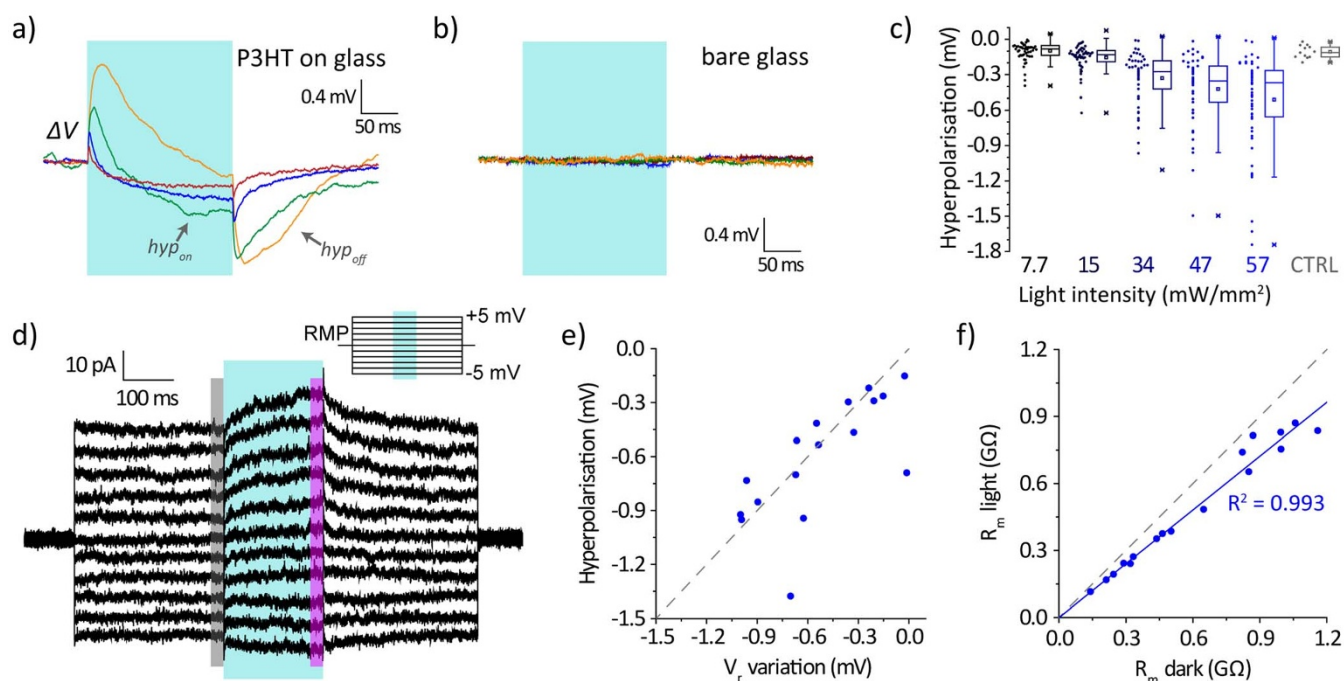 a)
P3HT on glass
0.4 mV
50 ms
ΔV
hyp_on
hyp_off
b)
bare glass
0.4 mV
50 ms
c)
Hyperpolarisation (mV)
0.00
-0.3
-0.6
-0.9
-1.2
-1.5
-1.8
7.7 15 34 47 57 CTRL
Light intensity (mW/mm²)
d)
10 pA
100 ms
RMP
+5 mV
-5 mV
e)
Hyperpolarisation (mV)
0.0
-0.3
-0.6
-0.9
-1.2
-1.5
-1.5 -1.2 -0.9 -0.6 -0.3 0.0
V_r variation (mV)
f)
R_m light (GΩ)
1.2
0.9
0.6
0.3
0.0
R² = 0.993
0.0 0.3 0.6 0.9 1.2
R_m dark (GΩ)